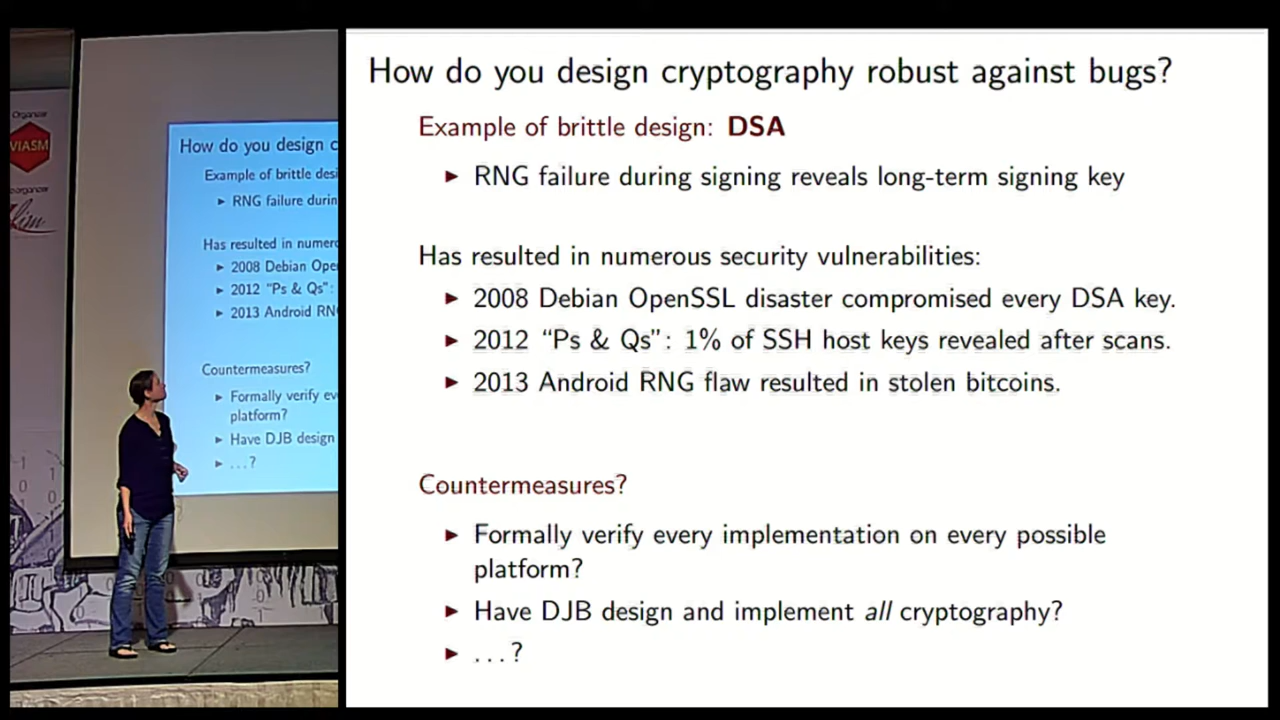 Organizer
VIASM
How do you design c
Example of brittle desi
► RNG failure durin
Has resulted in numer
► 2008 Debian Ope
► 2012 “Ps & Qs”:
► 2013 Android RN
Countermeasures?
► Formally verify ev
platform?
► Have DJB design
► ...?
How do you design cryptography robust against bugs?
Example of brittle design: DSA
► RNG failure during signing reveals long-term signing key
Has resulted in numerous security vulnerabilities:
► 2008 Debian OpenSSL disaster compromised every DSA key.
► 2012 “Ps & Qs”: 1% of SSH host keys revealed after scans.
► 2013 Android RNG flaw resulted in stolen bitcoins.
Countermeasures?
► Formally verify every implementation on every possible
platform?
► Have DJB design and implement all cryptography?
► ...?